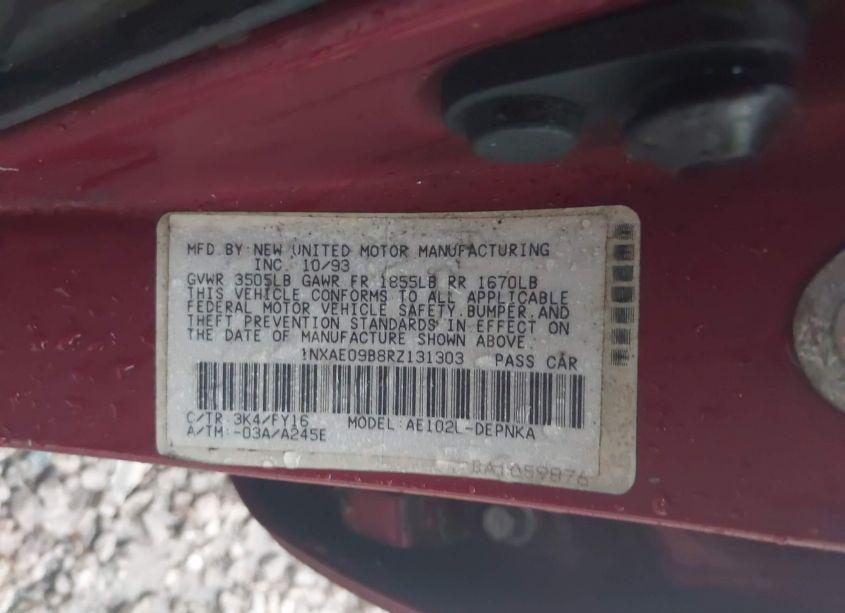 MFD.BY:NEW UNITED MOTOR MANUFACTURING
INC. 10/93
GVWR 3505LB GAWR FR 1855LB RR 1670LB
THIS VEHICLE CONFORMS TO ALL APPLICABLE
FEDERAL MOTOR VEHICLE SAFETY,BUMPER,AND
THEFT PREVENTION STANDARDS IN EFFECT ON
THE DATE OF MANUFACTURE SHOWN ABOVE.
1NXAE09B8RZ131303 PASS CAR
C/TR:3K4/FY16 MODEL:AE102L-DEPNKA
A/TM:-03A/A245E
BA1059876